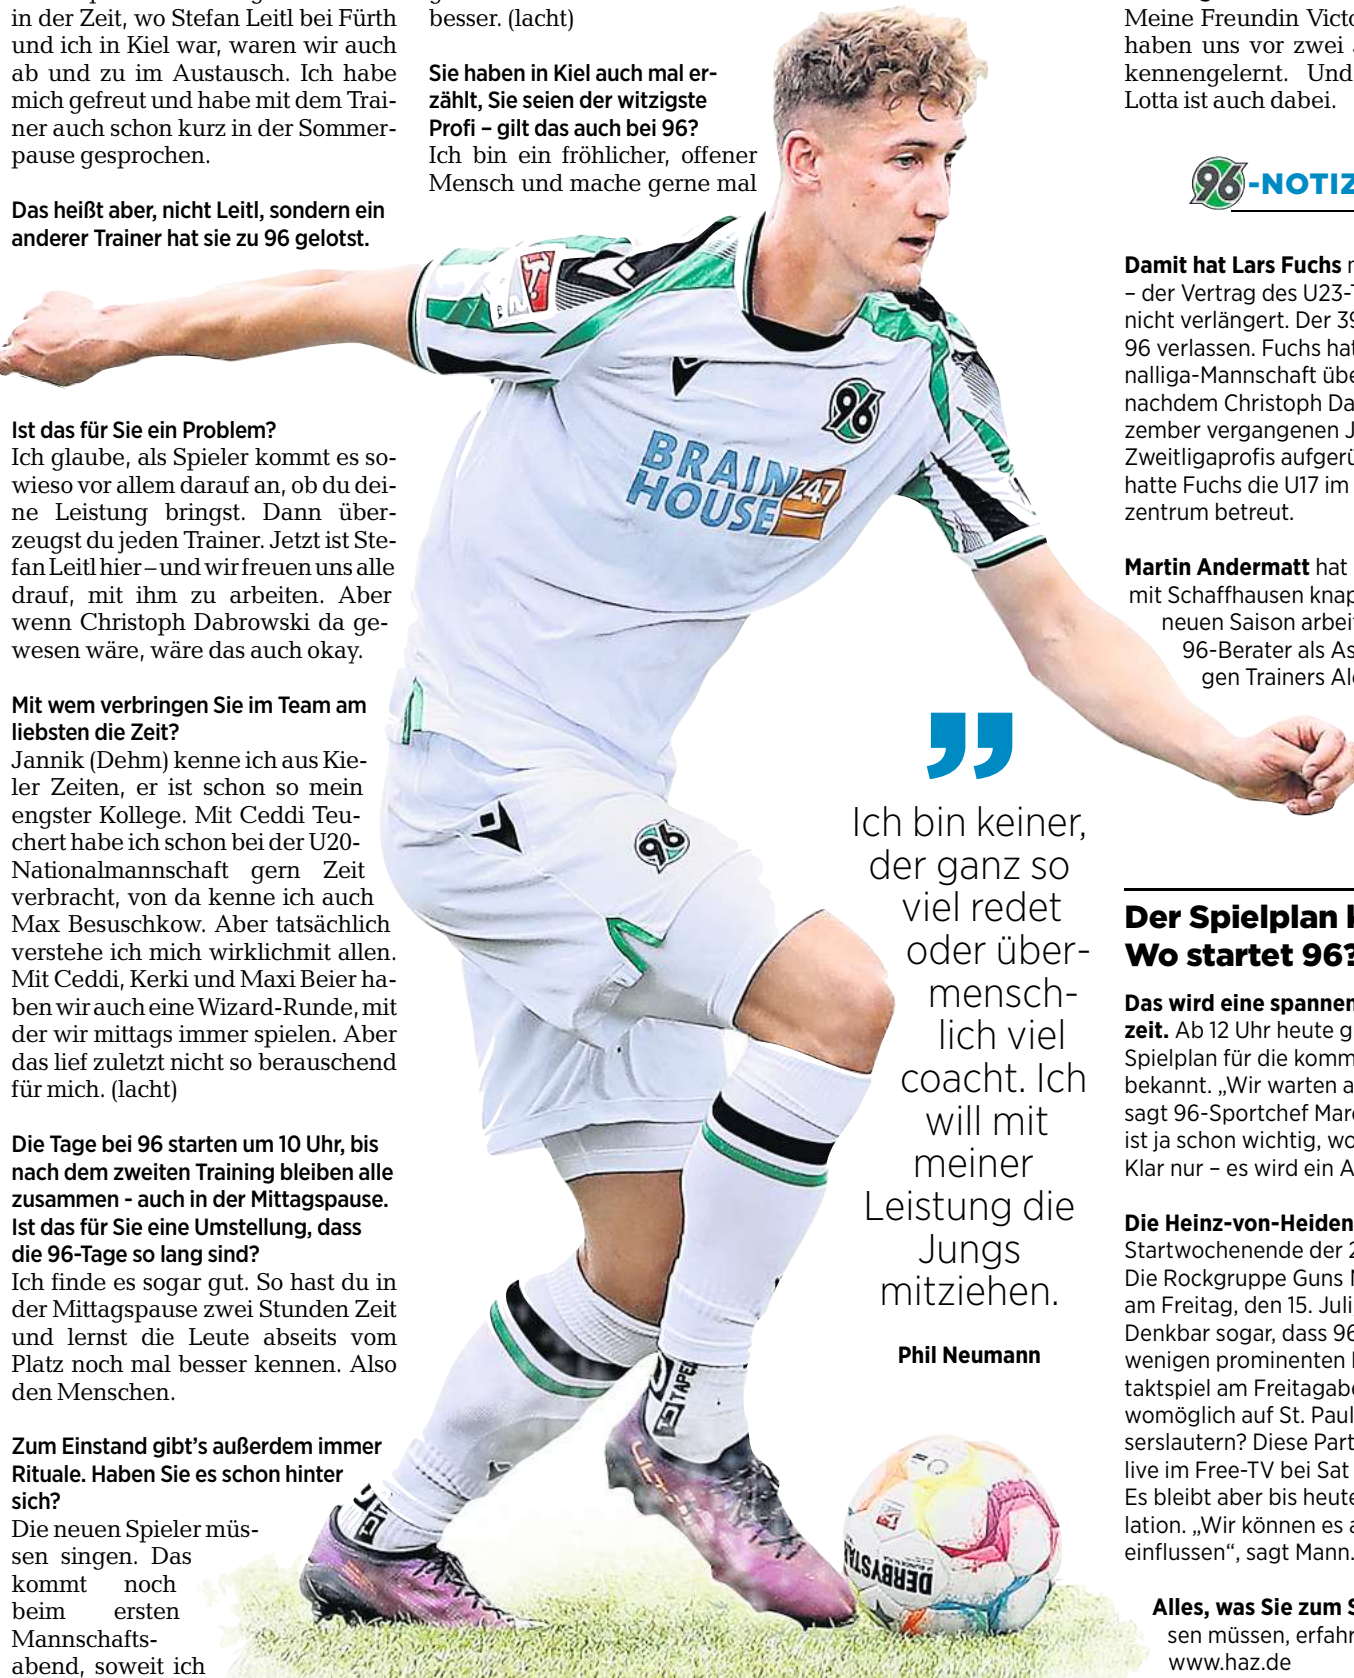 in der Zeit, wo Stefan Leitl bei Fürth
und ich in Kiel war, waren wir auch
ab und zu im Austausch. Ich habe
mich gefreut und habe mit dem Trai-
ner auch schon kurz in der Sommer-
pause gesprochen.
Das heißt aber, nicht Leitl, sondern ein
anderer Trainer hat sie zu 96 gelotst.
Ist das für Sie ein Problem?
Ich glaube, als Spieler kommt es so-
wieso vor allem darauf an, ob du dei-
ne Leistung bringst. Dann über-
zeugst du jeden Trainer. Jetzt ist Ste-
fan Leitl hier – und wir freuen uns alle
drauf, mit ihm zu arbeiten. Aber
wenn Christoph Dabrowski da ge-
wesen wäre, wäre das auch okay.
Mit wem verbringen Sie im Team am
liebsten die Zeit?
Jannik (Dehm) kenne ich aus Kie-
ler Zeiten, er ist schon so mein
engster Kollege. Mit Ceddi Teu-
chert habe ich schon bei der U20-
Nationalmannschaft gern Zeit
verbracht, von da kenne ich auch
Max Besuschkow. Aber tatsächlich
verstehe ich mich wirklichmit allen.
Mit Ceddi, Kerki und Maxi Beier ha-
ben wir auch eine Wizard-Runde, mit
der wir mittags immer spielen. Aber
das lief zuletzt nicht so berauschend
für mich. (lacht)
Die Tage bei 96 starten um 10 Uhr, bis
nach dem zweiten Training bleiben alle
zusammen - auch in der Mittagspause.
Ist das für Sie eine Umstellung, dass
die 96-Tage so lang sind?
Ich finde es sogar gut. So hast du in
der Mittagspause zwei Stunden Zeit
und lernst die Leute abseits vom
Platz noch mal besser kennen. Also
den Menschen.
Zum Einstand gibt's außerdem immer
Rituale. Haben Sie es schon hinter
sich?
Die neuen Spieler müs-
sen singen. Das
kommt noch
beim ersten
Mannschafts-
abend, soweit ich
besser. (lacht)
Sie haben in Kiel auch mal er-
zählt, Sie seien der witzigste
Profi – gilt das auch bei 96?
Ich bin ein fröhlicher, offener
Mensch und mache gerne mal
96
BRAIN
HOUSE 247
96
TAPE
DERBYSTA
”
Ich bin keiner,
der ganz so
viel redet
oder über-
mensch-
lich viel
coacht. Ich
will mit
meiner
Leistung die
Jungs
mitziehen.
Phil Neumann
Meine Freundin Victo
haben uns vor zwei
kennengelernt. Und
Lotta ist auch dabei.
96-NOTIZ
Damit hat Lars Fuchs
– der Vertrag des U23-T
nicht verlängert. Der 39
96 verlassen. Fuchs hat
nalliga-Mannschaft übe
nachdem Christoph Da
zember vergangenen J
Zweitligaprofis aufgerü
hatte Fuchs die U17 im
zentrum betreut.
Martin Andermatt hat
mit Schaffhausen knap
neuen Saison arbei
96-Berater als As
gen Trainers Ale
Der Spielplan
Wo startet 96?
Das wird eine spannen
zeit. Ab 12 Uhr heute g
Spielplan für die komm
bekannt. „Wir warten a
sagt 96-Sportchef Marc
ist ja schon wichtig, wo
Klar nur – es wird ein A
Die Heinz-von-Heiden
Startwochenende der 2
Die Rockgruppe Guns N
am Freitag, den 15. Juli
Denkbar sogar, dass 96
wenigen prominenten
taktspiel am Freitagabe
womöglich auf St. Paul
serslautern? Diese Part
live im Free-TV bei Sat
Es bleibt aber bis heute
lation. „Wir können es a
einflussen“, sagt Mann.
Alles, was Sie zum S
sen müssen, erfahr
www.haz.de